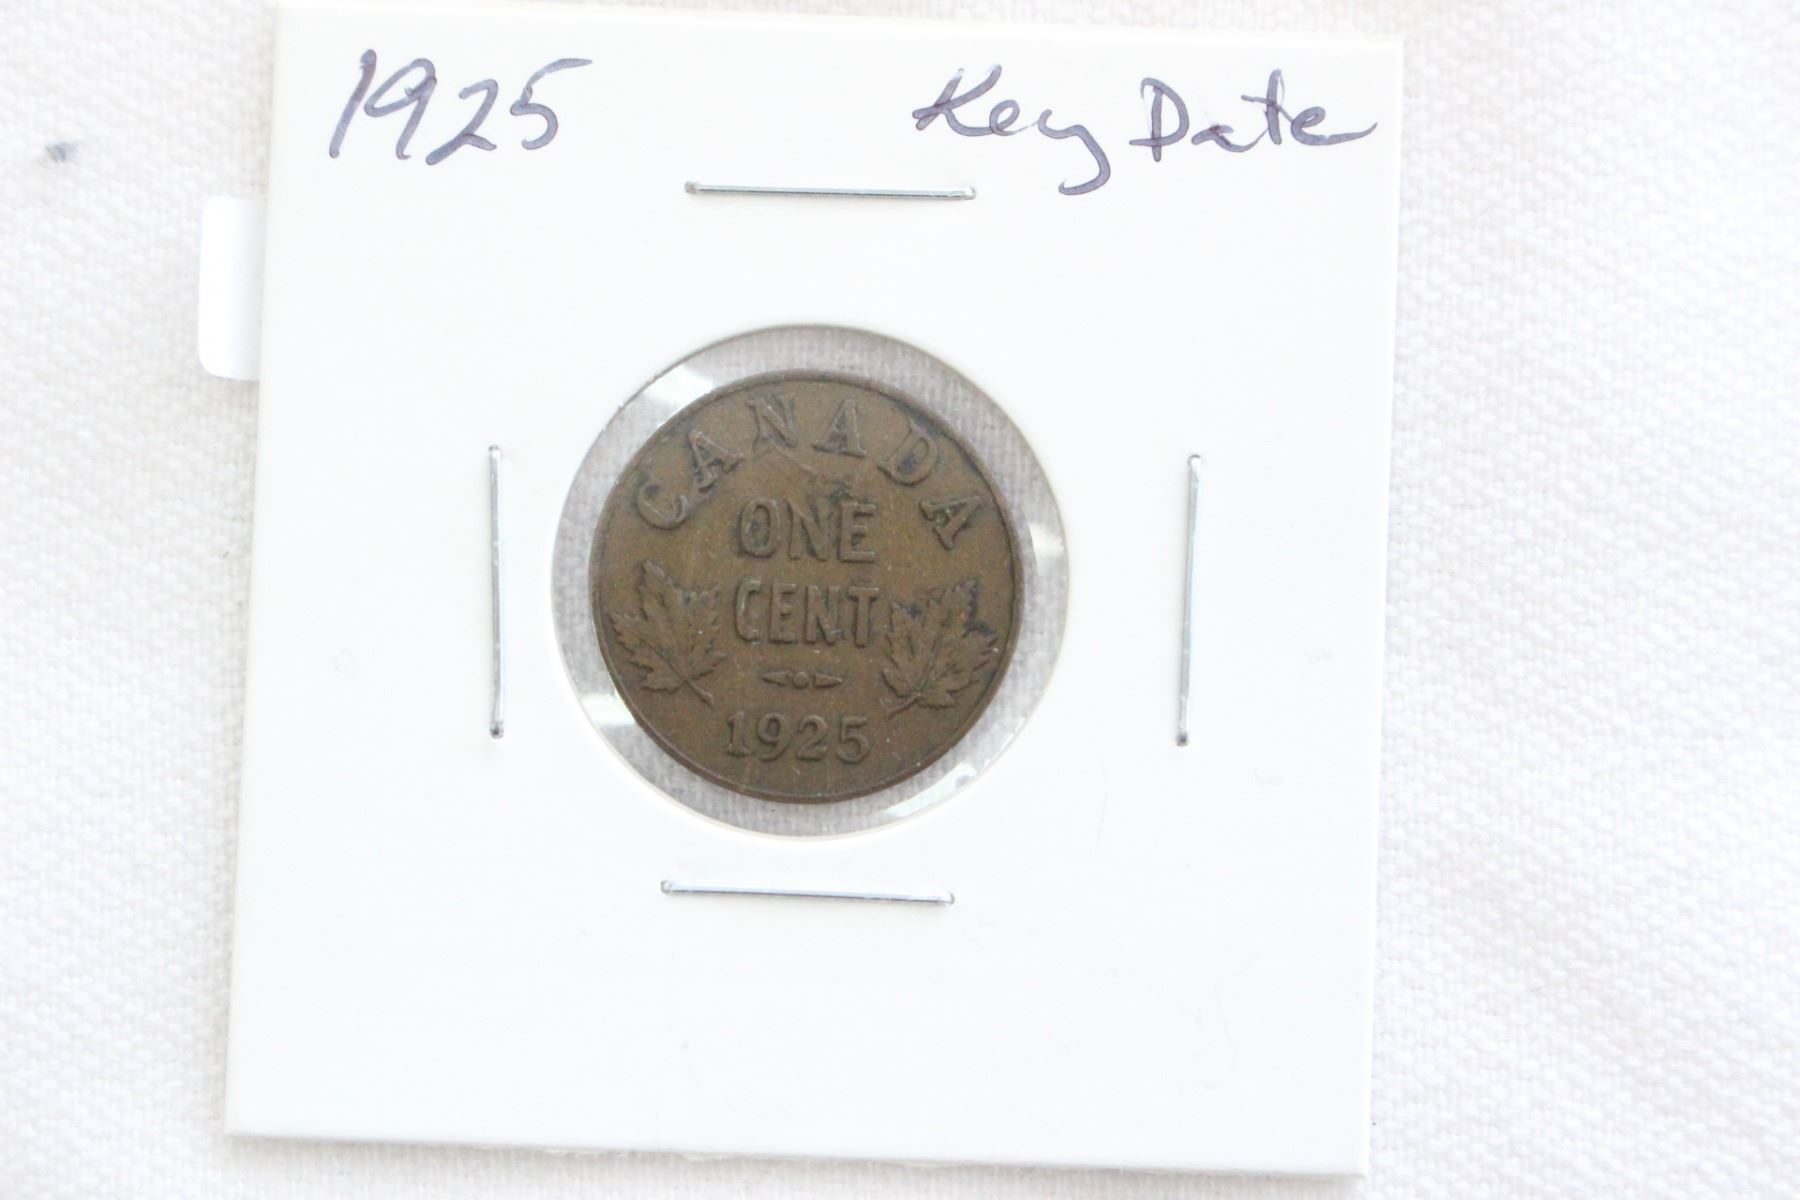 1925 Key Date
CANADA
ONE
CENT
1925